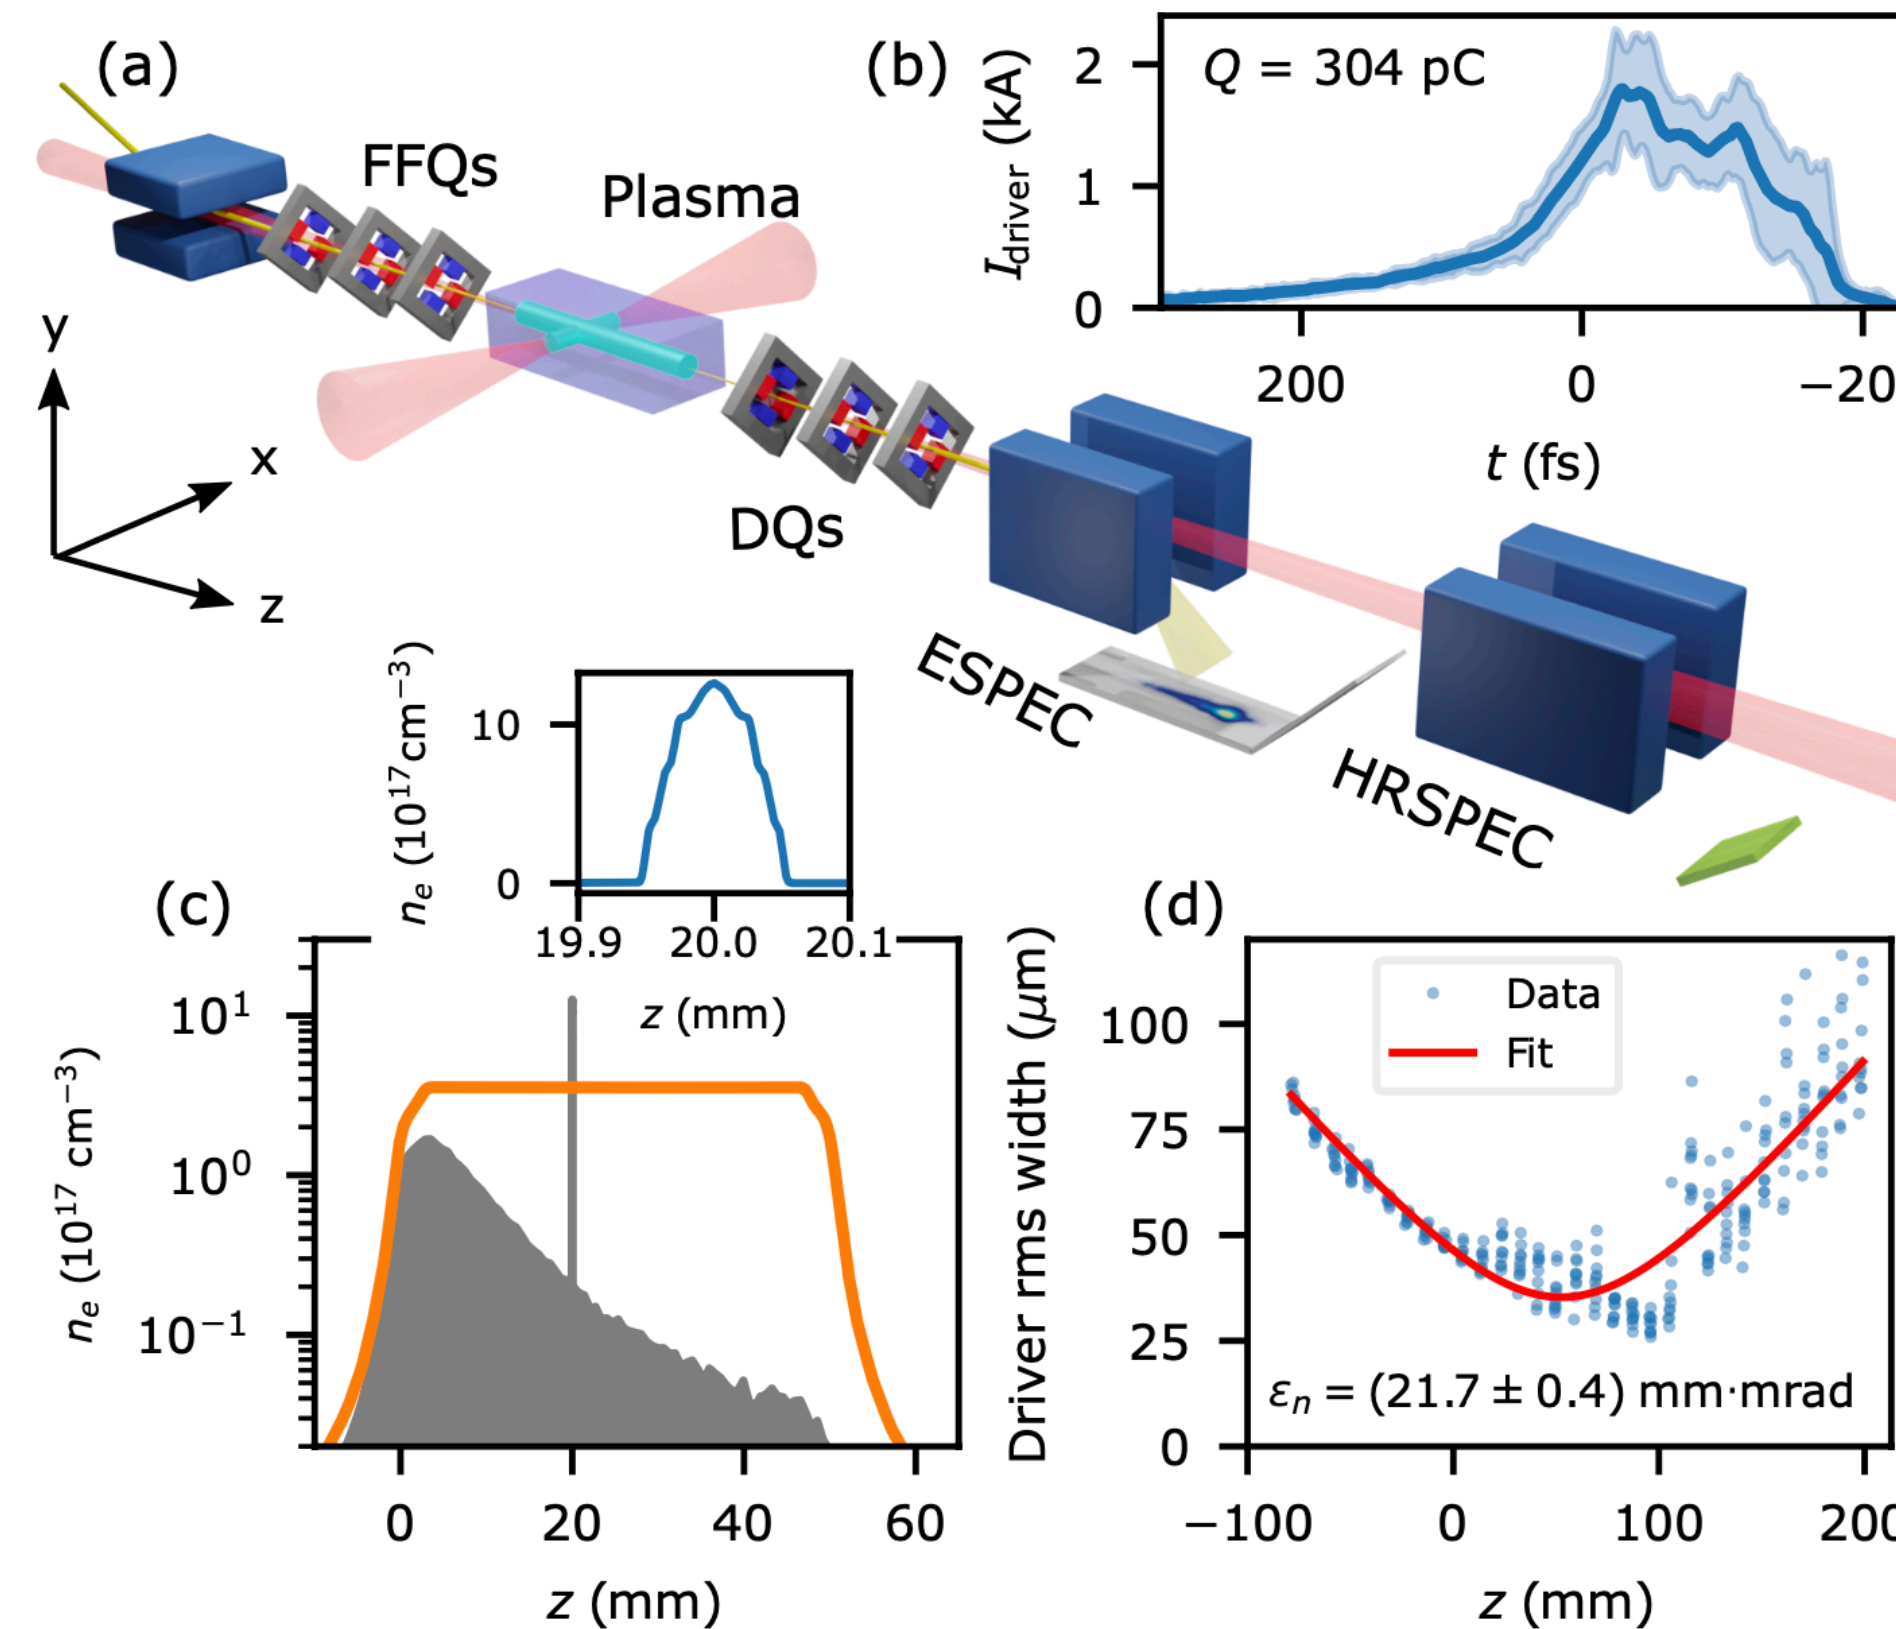 (a)
FFQs
Plasma
y
x
z
DQs
ESPEC
HRSPEC
(b)
Q = 304 pC
I_driver (kA)
2
1
0
200 0 −20
t (fs)
(c)
n_e (10^17 cm^−3)
10
0
19.9 20.0 20.1
z (mm)
n_e (10^17 cm^−3)
10^1
10^0
10^−1
0 20 40 60
z (mm)
(d)
Driver rms width (μm)
100
75
50
25
0
Data
Fit
ε_n = (21.7 ± 0.4) mm·mrad
−100 0 100 200
z (mm)